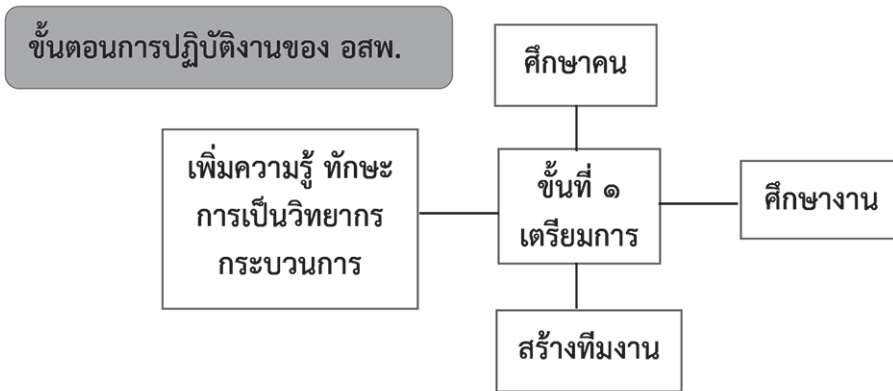 ขั้นตอนการปฏิบัติงานของ อสพ.
ศึกษาคน
เพิ่มความรู้ ทักษะ
การเป็นวิทยากร
กระบวนการ
ขั้นที่ ๑
เตรียมการ
ศึกษางาน
สร้างทีมงาน